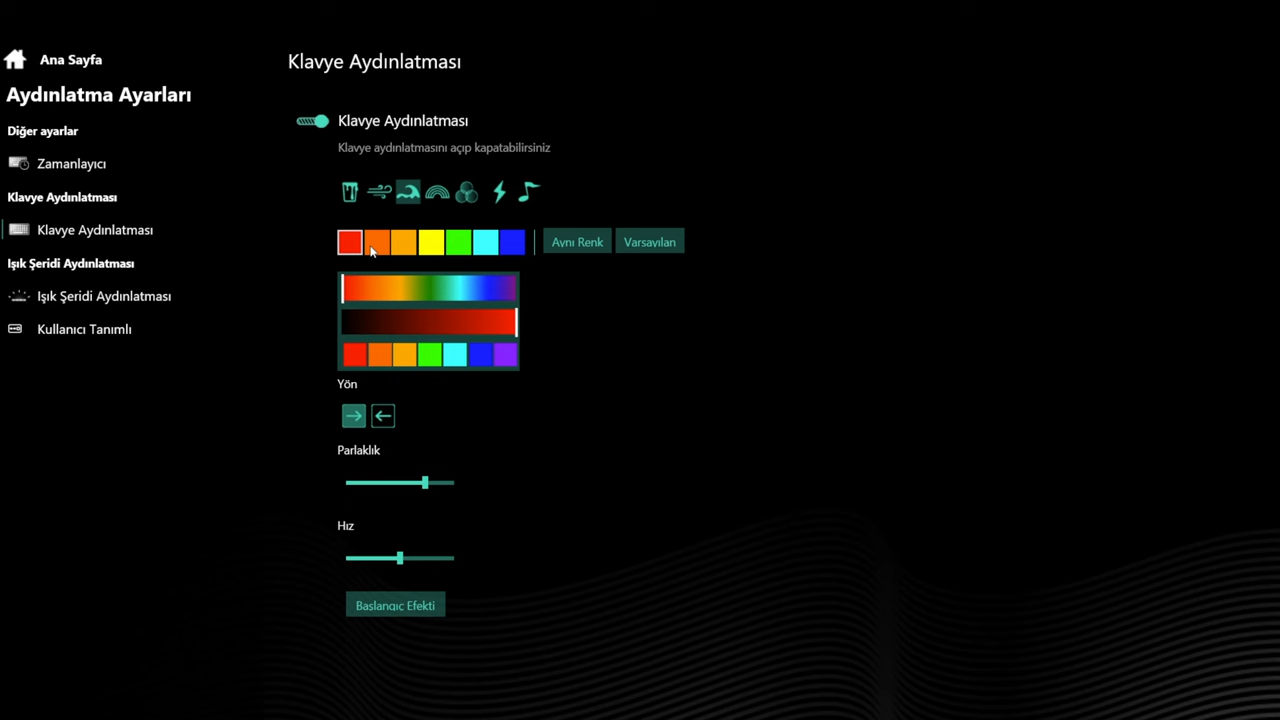 Ana Sayfa
Aydınlatma Ayarları
Diğer ayarlar
Zamanlayıcı
Klavye Aydınlatması
Klavye Aydınlatması
Işık Şeridi Aydınlatması
Işık Şeridi Aydınlatması
Kullanıcı Tanımlı
Klavye Aydınlatması
Klavye Aydınlatması
Klavye aydınlatmasını açıp kapatabilirsiniz
Aynı Renk
Varsayılan
Yön
Parlaklık
Hız
Başlangıç Efekti